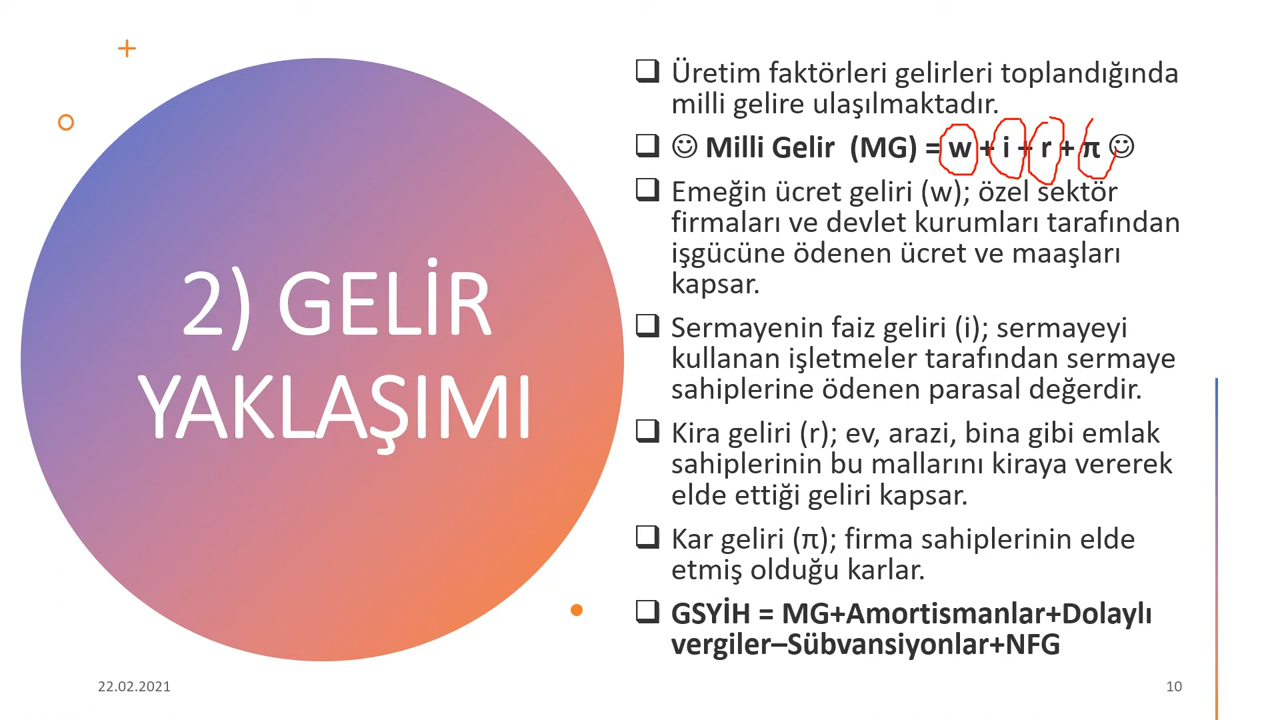 2) GELİR
YAKLAŞIMI
❑ Üretim faktörleri gelirleri toplandığında
milli gelire ulaşılmaktadır.
❑ ☺ Milli Gelir (MG) = w + i + r + π ☺
❑ Emeğin ücret geliri (w); özel sektör
firmaları ve devlet kurumları tarafından
işgücüne ödenen ücret ve maaşları
kapsar.
❑ Sermayenin faiz geliri (i); sermayeyi
kullanan işletmeler tarafından sermaye
sahiplerine ödenen parasal değerdir.
❑ Kira geliri (r); ev, arazi, bina gibi emlak
sahiplerinin bu mallarını kiraya vererek
elde ettiği geliri kapsar.
❑ Kar geliri (π); firma sahiplerinin elde
etmiş olduğu karlar.
❑ GSYİH = MG+Amortismanlar+Dolaylı
vergiler–Sübvansiyonlar+NFG
22.02.2021
10